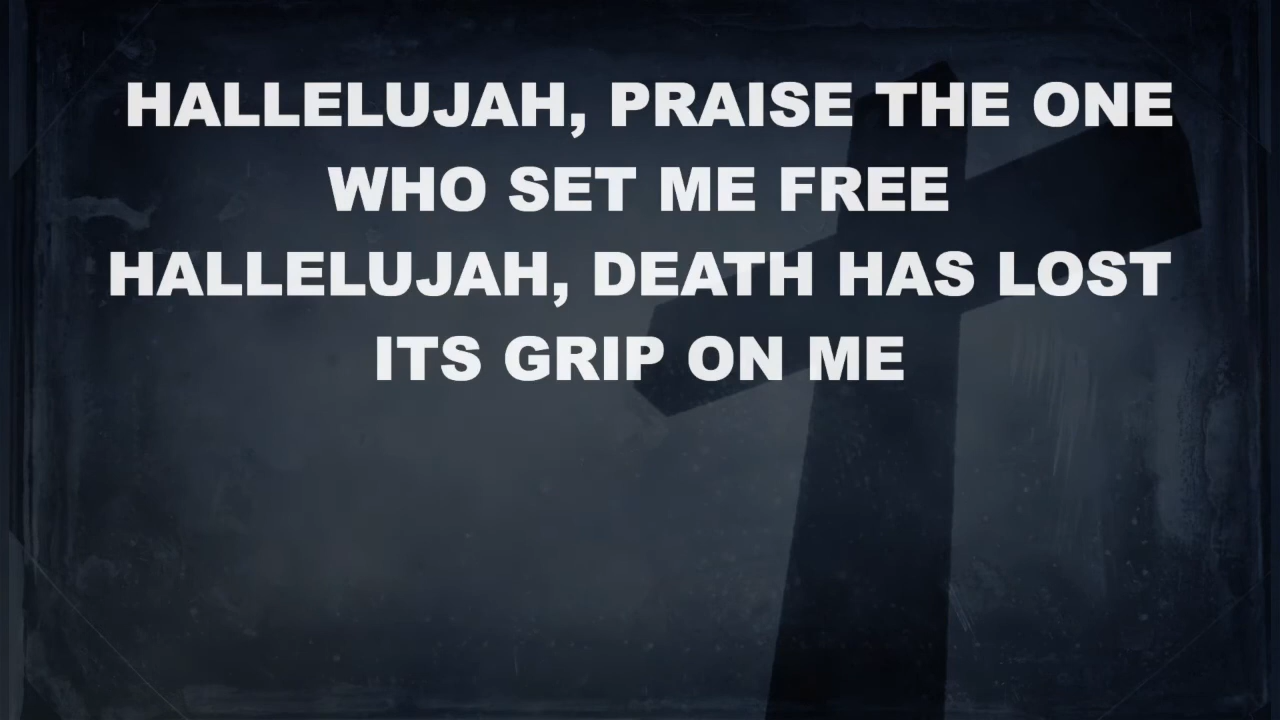 HALLELUJAH, PRAISE THE ONE
WHO SET ME FREE
HALLELUJAH, DEATH HAS LOST
ITS GRIP ON ME